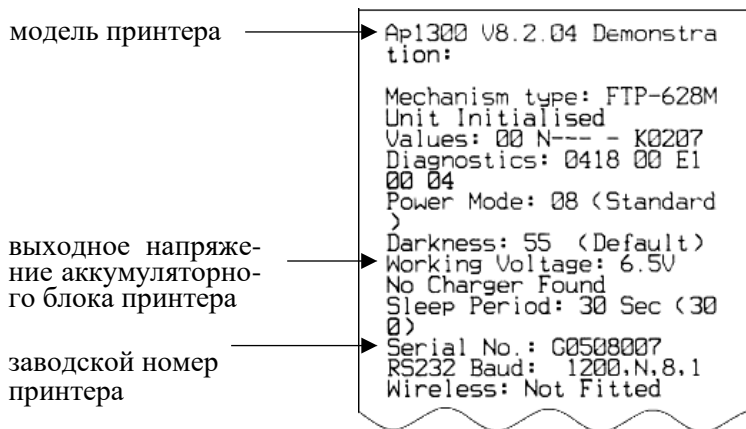 модель принтера
Ap1300 V8.2.04 Demonstra
tion:
Mechanism type: FTP-628M
Unit Initialised
Values: 00 N--- - K0207
Diagnostics: 0418 00 E1
00 04
Power Mode: 08 (Standard
)
Darkness: 55 (Default)
выходное напряже-
ние аккумуляторно-
го блока принтера
Working Voltage: 6.5V
No Charger Found
Sleep Period: 30 Sec (30
0)
заводской номер
принтера
Serial No.: G0508007
RS232 Baud: 1200,N,8,1
Wireless: Not Fitted